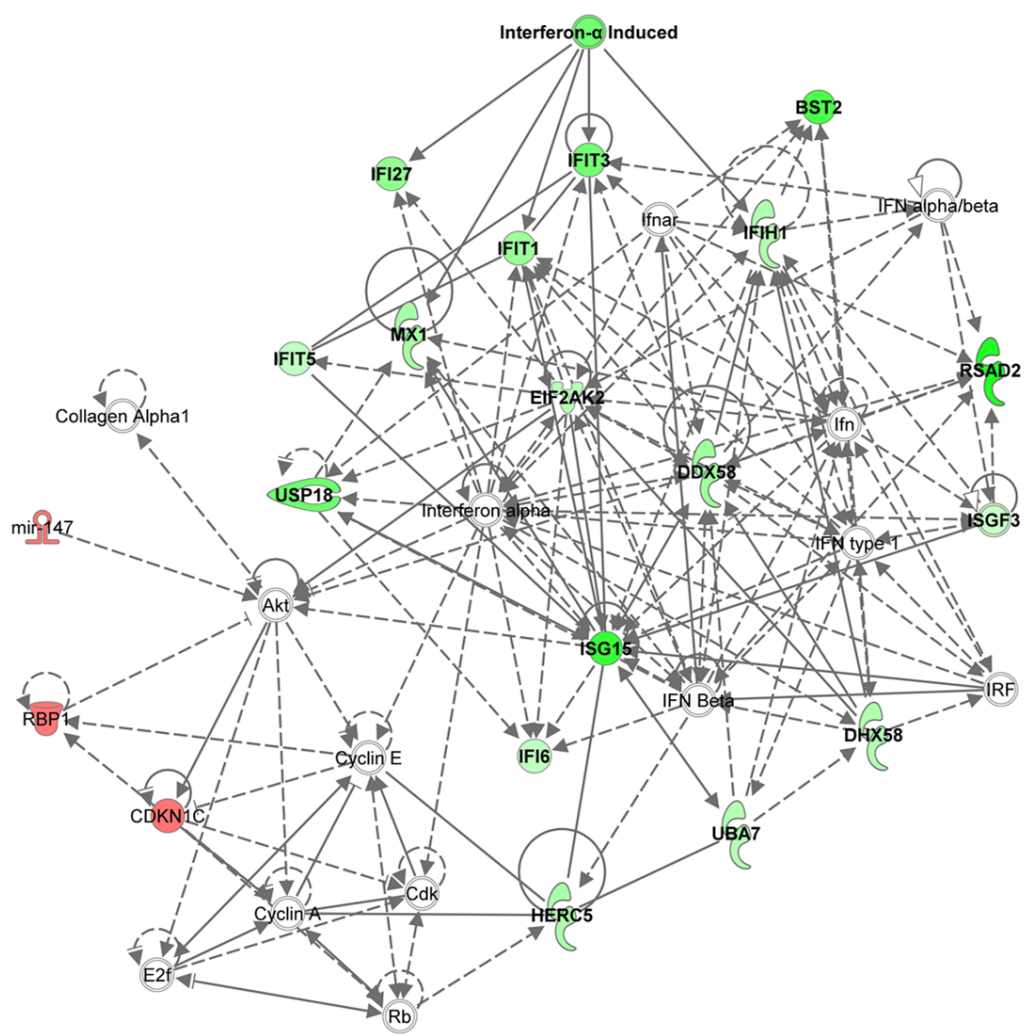 Interferon-α Induced
BST2
IFIT3
IFI27
IFN alpha/beta
Ifnar
IFIH1
IFIT1
MX1
IFIT5
RSAD2
EIF2AK2
Collagen Alpha1
Ifn
DDX58
USP18
Interferon alpha
ISGF3
mir-147
IFN type 1
Akt
ISG15
IRF
IFN Beta
RBP1
DHX58
IFI6
Cyclin E
CDKN1C
UBA7
Cdk
Cyclin A
HERC5
E2f
Rb